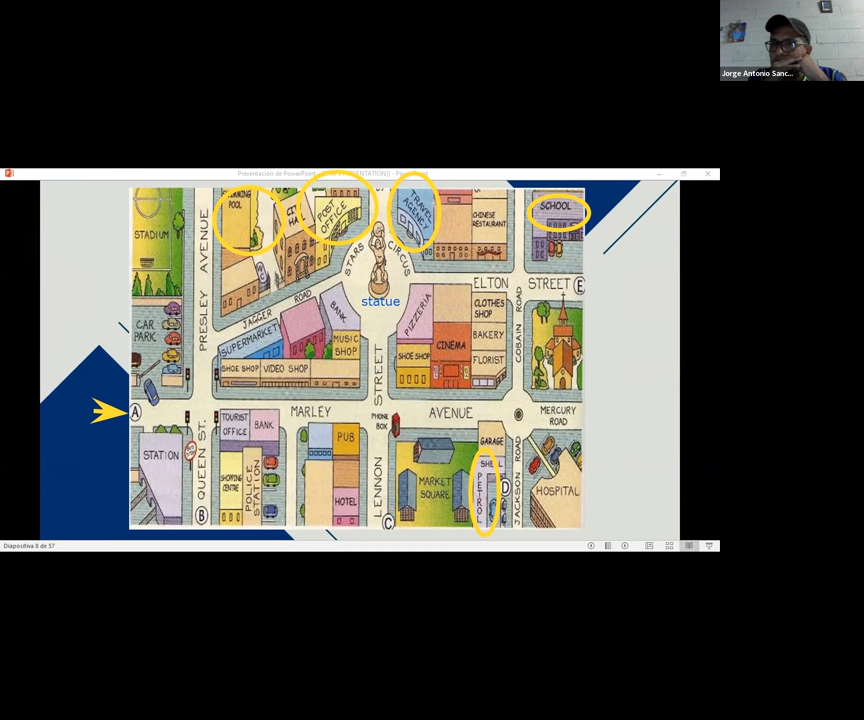 Jorge Antonio Sanc...
SWIMMING POOL
CITY HALL
POST OFFICE
TRAVEL AGENCY
CHINESE RESTAURANT
SCHOOL
STADIUM
PRESLEY AVENUE
STARS CIRCUS
statue
ELTON STREET E
JAGGER ROAD
BANK
PIZZERIA
CLOTHES SHOP
COBAIN ROAD
CAR PARK
SUPERMARKET
MUSIC SHOP
SHOE SHOP
CINEMA
BAKERY
SHOE SHOP
VIDEO SHOP
FLORIST
LENNON STREET
A
MARLEY AVENUE
MERCURY ROAD
TOURIST OFFICE
BANK
PHONE BOX
PUB
GARAGE
STATION
QUEEN ST.
SHOPPING CENTRE
POLICE STATION
HOTEL
MARKET SQUARE
SHELL PETROL
D
JACKSON ROAD
HOSPITAL
B
C
Diapositiva 8 de 57